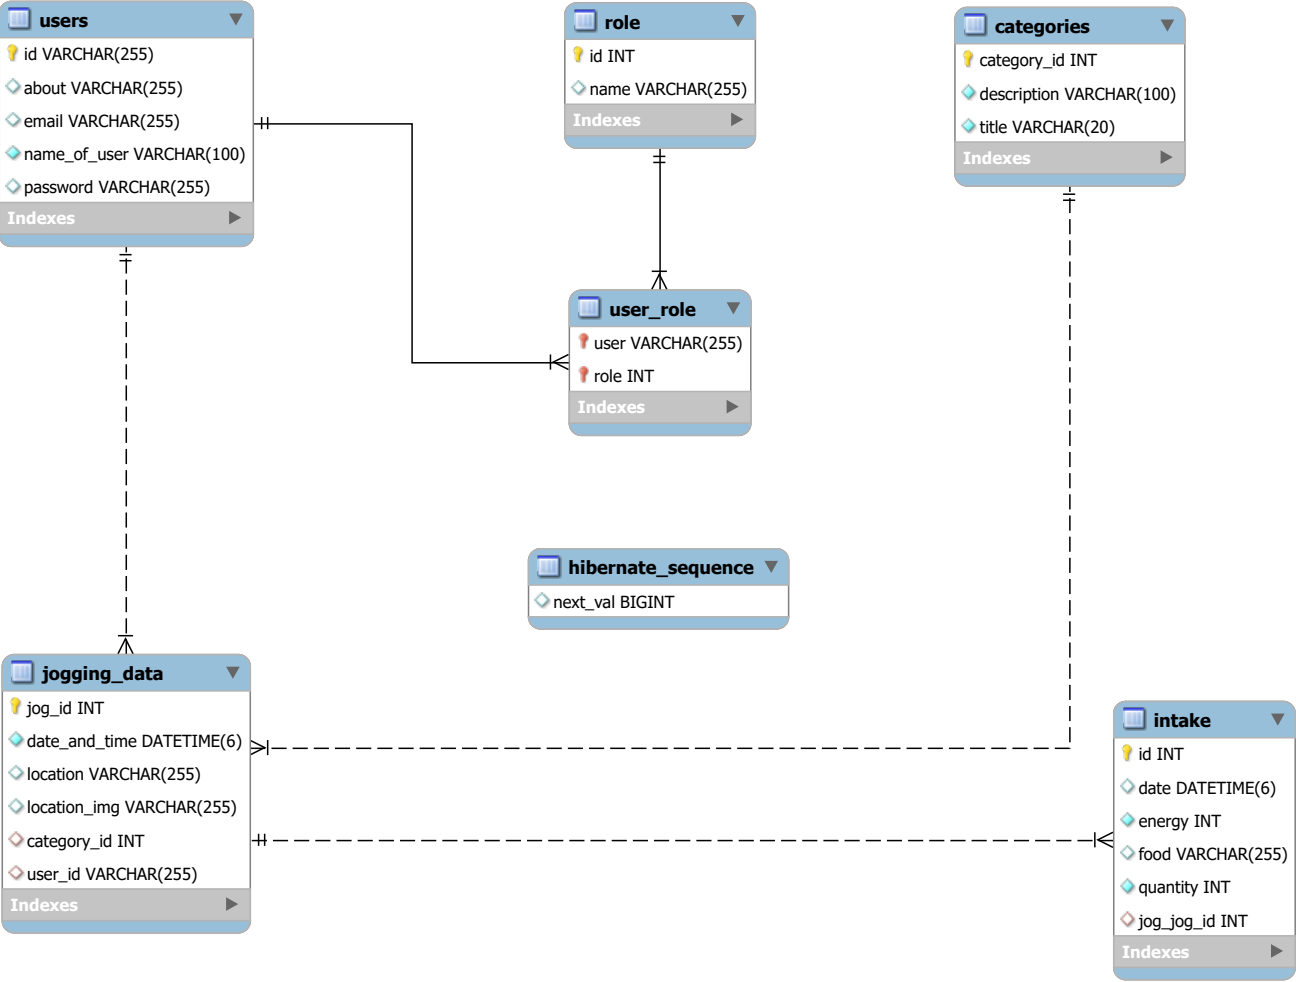 users
id VARCHAR(255)
about VARCHAR(255)
email VARCHAR(255)
name_of_user VARCHAR(100)
password VARCHAR(255)
Indexes
role
id INT
name VARCHAR(255)
Indexes
categories
category_id INT
description VARCHAR(100)
title VARCHAR(20)
Indexes
user_role
user VARCHAR(255)
role INT
Indexes
hibernate_sequence
next_val BIGINT
jogging_data
jog_id INT
date_and_time DATETIME(6)
location VARCHAR(255)
location_img VARCHAR(255)
category_id INT
user_id VARCHAR(255)
Indexes
intake
id INT
date DATETIME(6)
energy INT
food VARCHAR(255)
quantity INT
jog_jog_id INT
Indexes